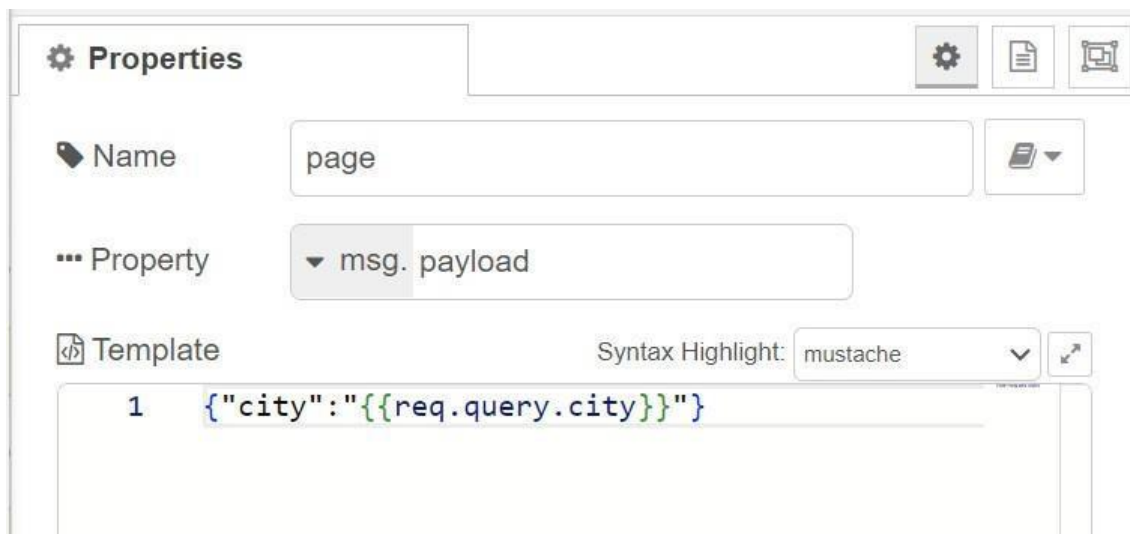 Properties
Name
page
Property
msg. payload
Template
Syntax Highlight: mustache
1 {"city":"{{req.query.city}}"}